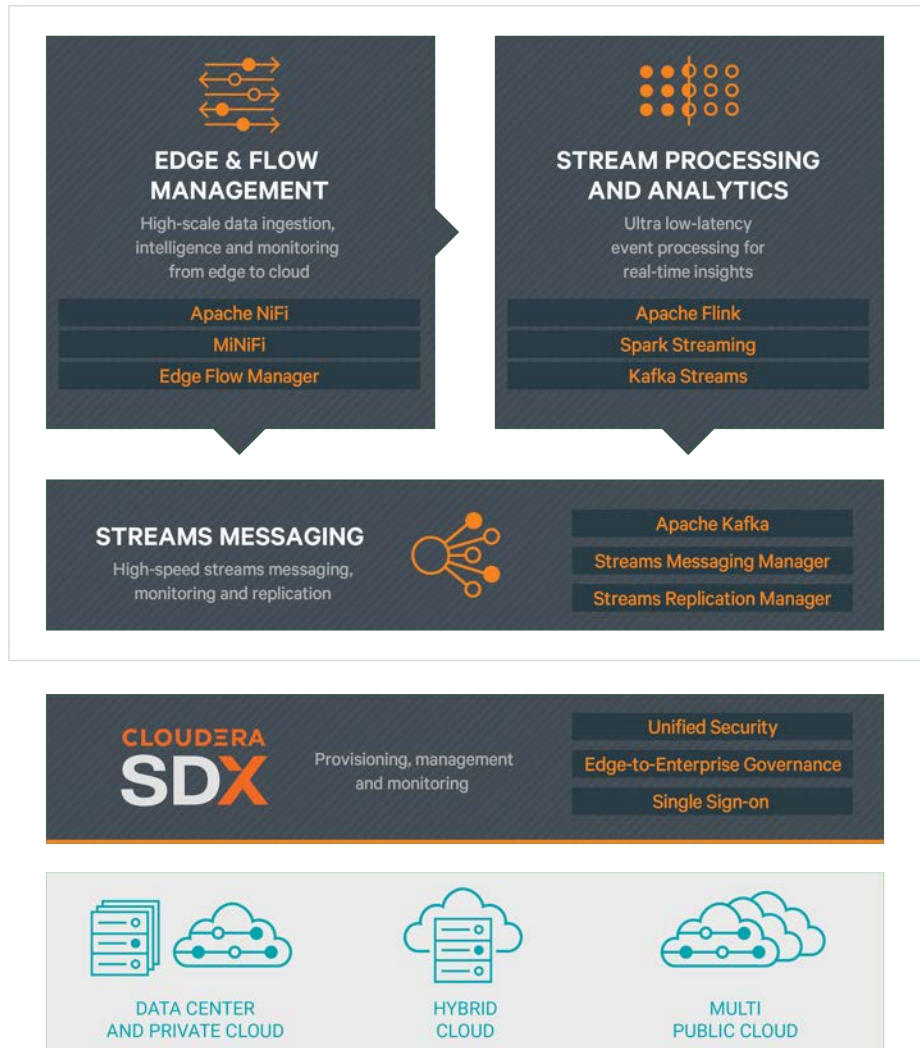 EDGE & FLOW
MANAGEMENT
High-scale data ingestion,
intelligence and monitoring
from edge to cloud
Apache NiFi
MiNiFi
Edge Flow Manager
STREAM PROCESSING
AND ANALYTICS
Ultra low-latency
event processing for
real-time insights
Apache Flink
Spark Streaming
Kafka Streams
STREAMS MESSAGING
High-speed streams messaging,
monitoring and replication
Apache Kafka
Streams Messaging Manager
Streams Replication Manager
CLOUDERA
SDX
Provisioning, management
and monitoring
Unified Security
Edge-to-Enterprise Governance
Single Sign-on
DATA CENTER
AND PRIVATE CLOUD
HYBRID
CLOUD
MULTI
PUBLIC CLOUD